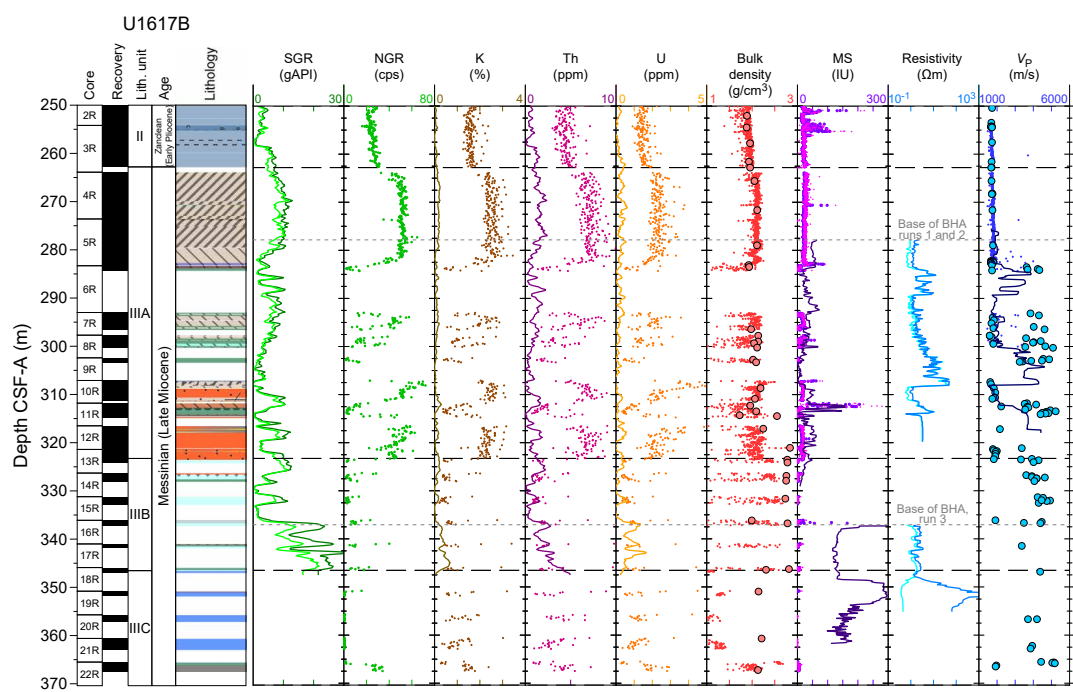 U1617B
Core
Recovery
Lith. unit
Age
Lithology
SGR
(gAPI)
NGR
(cps)
K
(%)
Th
(ppm)
U
(ppm)
Bulk
density
(g/cm3)
MS
(IU)
Resistivity
(Ωm)
VP
(m/s)
0 30
0 80
0 4
0 10
0 5
1 3
0 300
10-1 103
1000 6000
Depth CSF-A (m)
250
260
270
280
290
300
310
320
330
340
350
360
370
2R
3R
4R
5R
6R
7R
8R
9R
10R
11R
12R
13R
14R
15R
16R
17R
18R
19R
20R
21R
22R
II
IIIA
IIIB
IIIC
Zanclean
(Early Pliocene)
Messinian (Late Miocene)
Base of BHA
runs 1 and 2
Base of BHA,
run 3